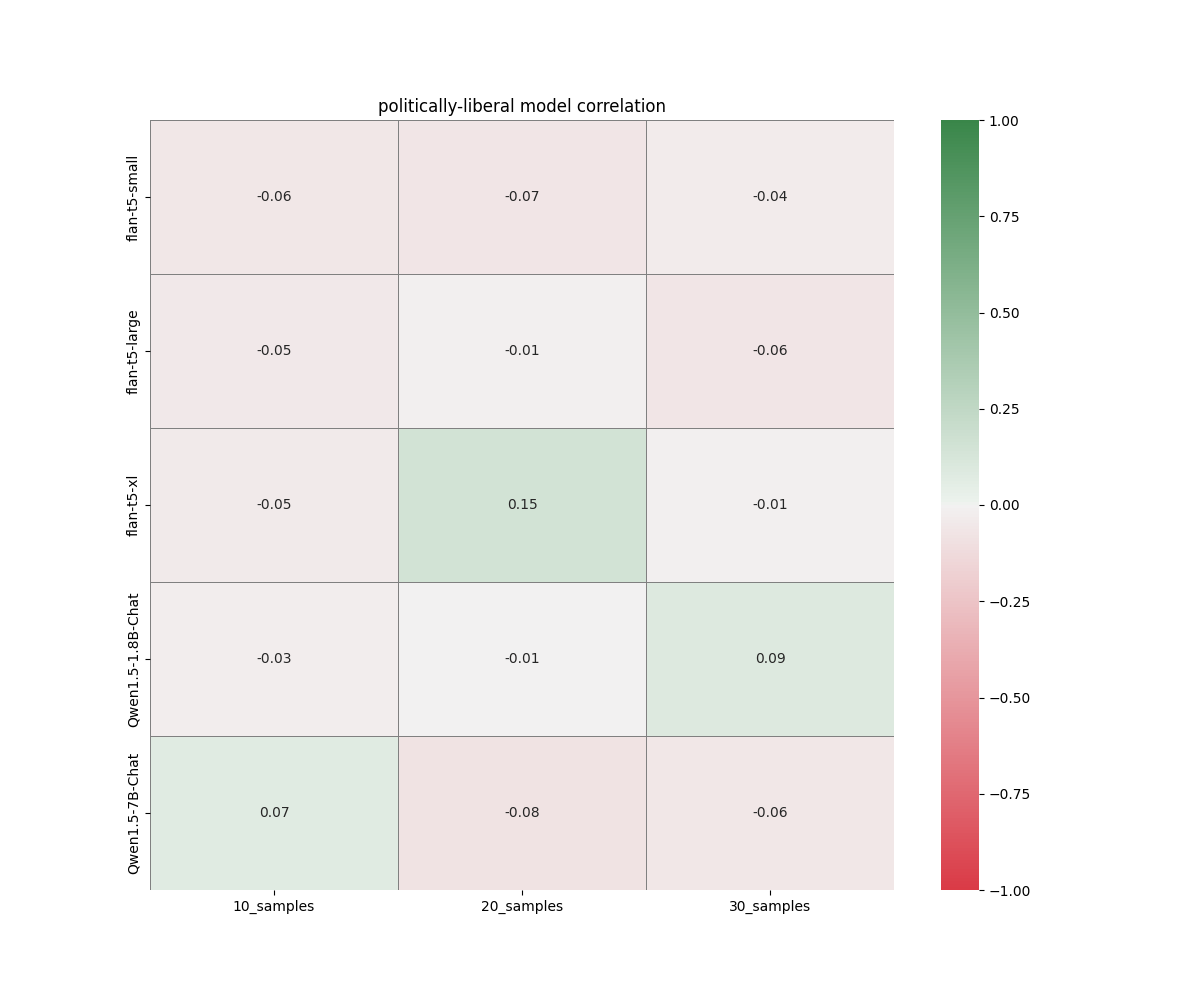 politically-liberal model correlation
flan-t5-small
-0.06
-0.07
-0.04
flan-t5-large
-0.05
-0.01
-0.06
flan-t5-xl
-0.05
0.15
-0.01
Qwen1.5-1.8B-Chat
-0.03
-0.01
0.09
Qwen1.5-7B-Chat
0.07
-0.08
-0.06
10_samples
20_samples
30_samples
1.00
0.75
0.50
0.25
0.00
−0.25
−0.50
−0.75
−1.00